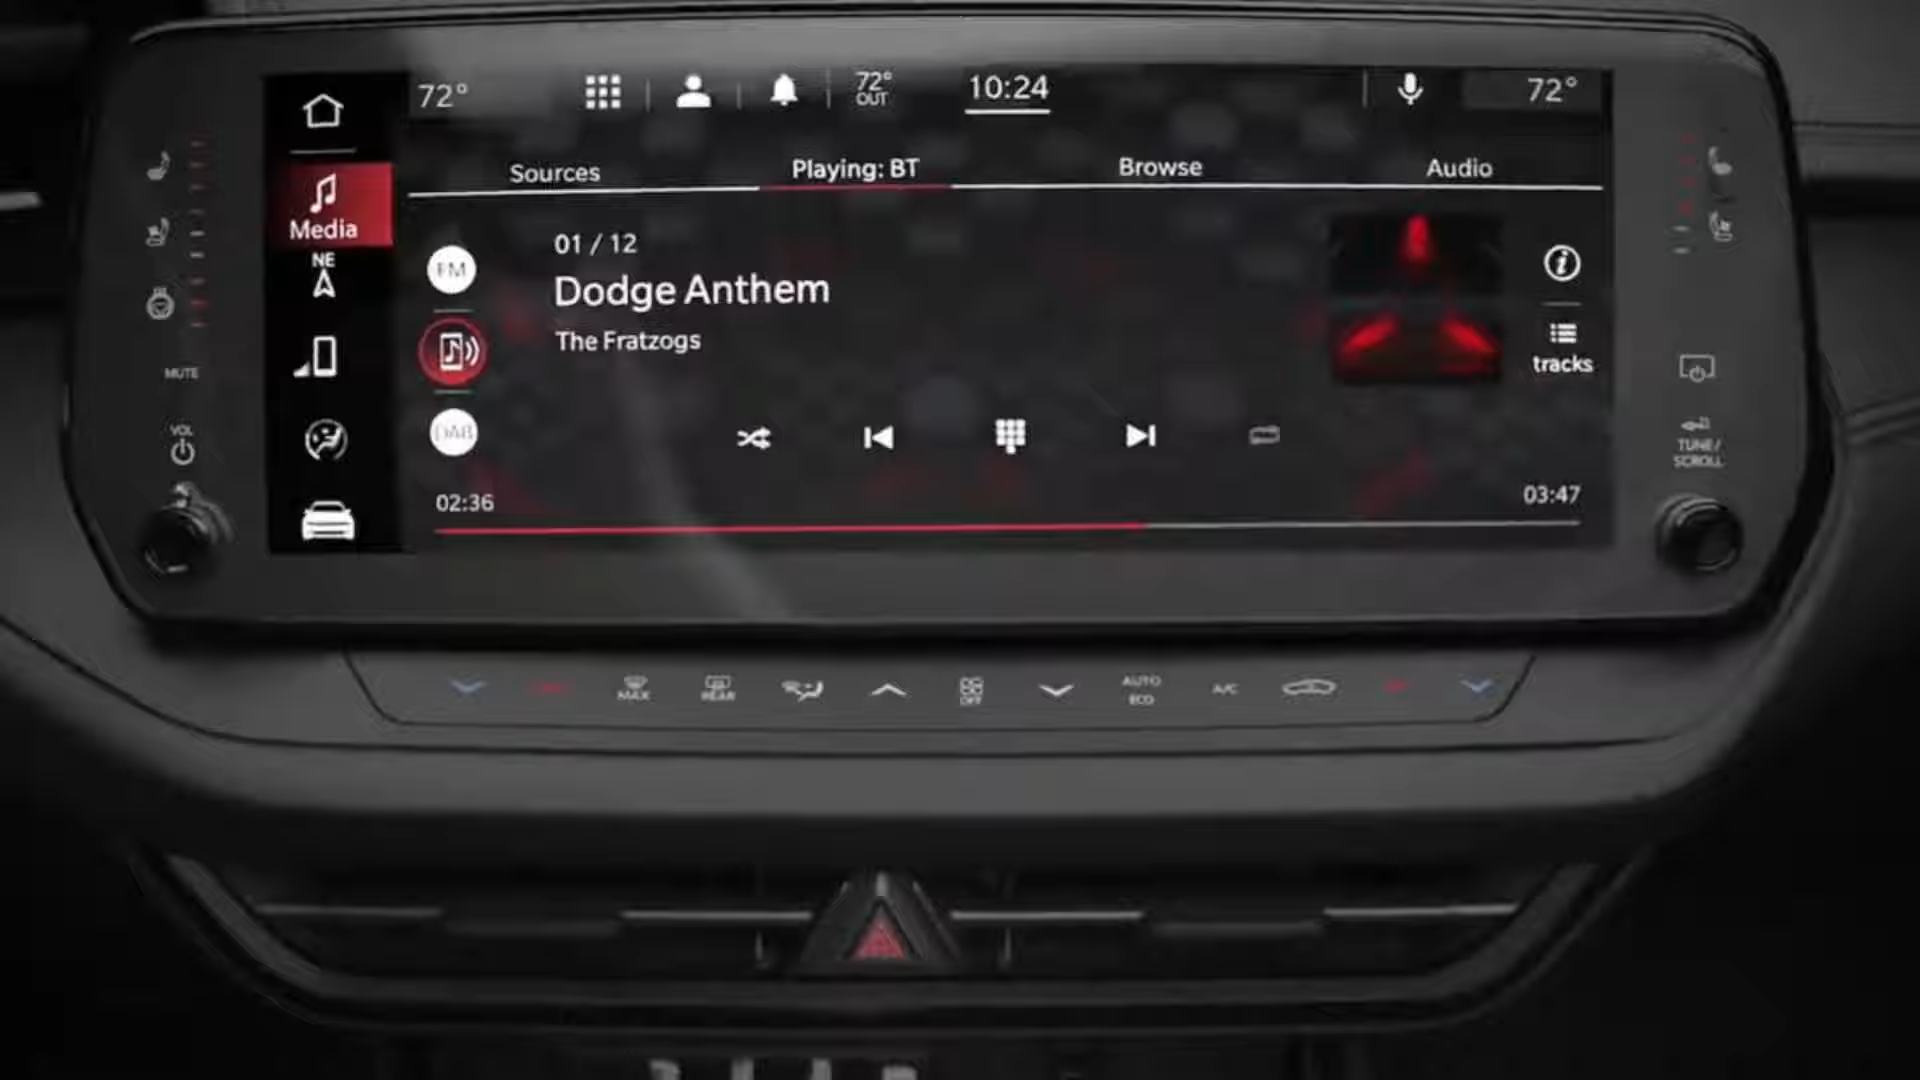 72°
72°
OUT
10:24
72°
Sources
Playing: BT
Browse
Audio
Media
NE
FM
01 / 12
Dodge Anthem
The Fratzogs
tracks
MUTE
DAB
VOL
TUNE/
SCROLL
02:36
03:47
MAX
REAR
OFF
AUTO
ECO
A/C